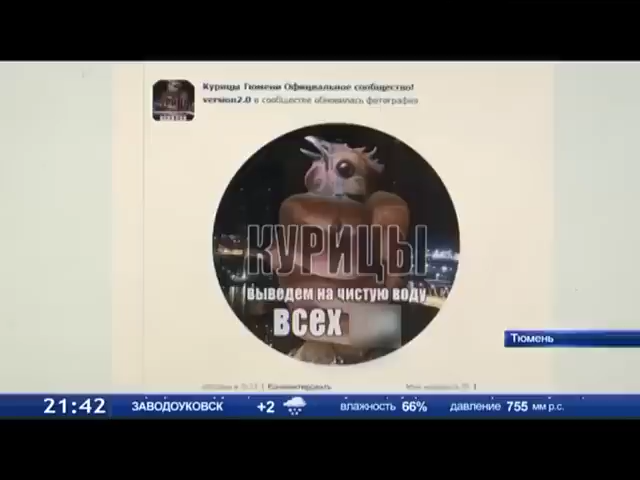 Курицы Тюмени Официальное сообщество!
version2.0 в сообществе обновилась фотография
КУРИЦЫ
выведем на чистую воду
всех
Тюмень
Комментировать
21:42 ЗАВОДОУКОВСК +2 влажность 66% давление 755 мм р.с.